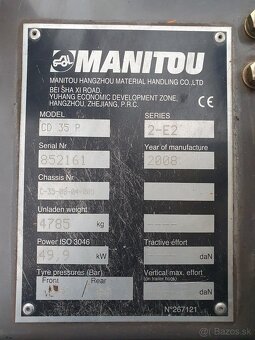 MANITOU
MANITOU HANGZHOU MATERIAL HANDLING CO.,LTD
BEI SHA XI ROAD,
YUHANG ECONOMIC DEVELOPMENT ZONE,
HANGZHOU, ZHEJIANG, P.R.C.
CE
MODEL SERIES
CD 35 P 2-E2
Serial Nr Year of manufacture
852161 2008
Chassis Nr
Unladen weight
4785 kg
Power ISO 3046 Tractive effort
49,9 kW daN
Tyre pressures (Bar) Vertical max. effort
Front / Rear (on trailer hook)
daN
N°267121
bazos.sk